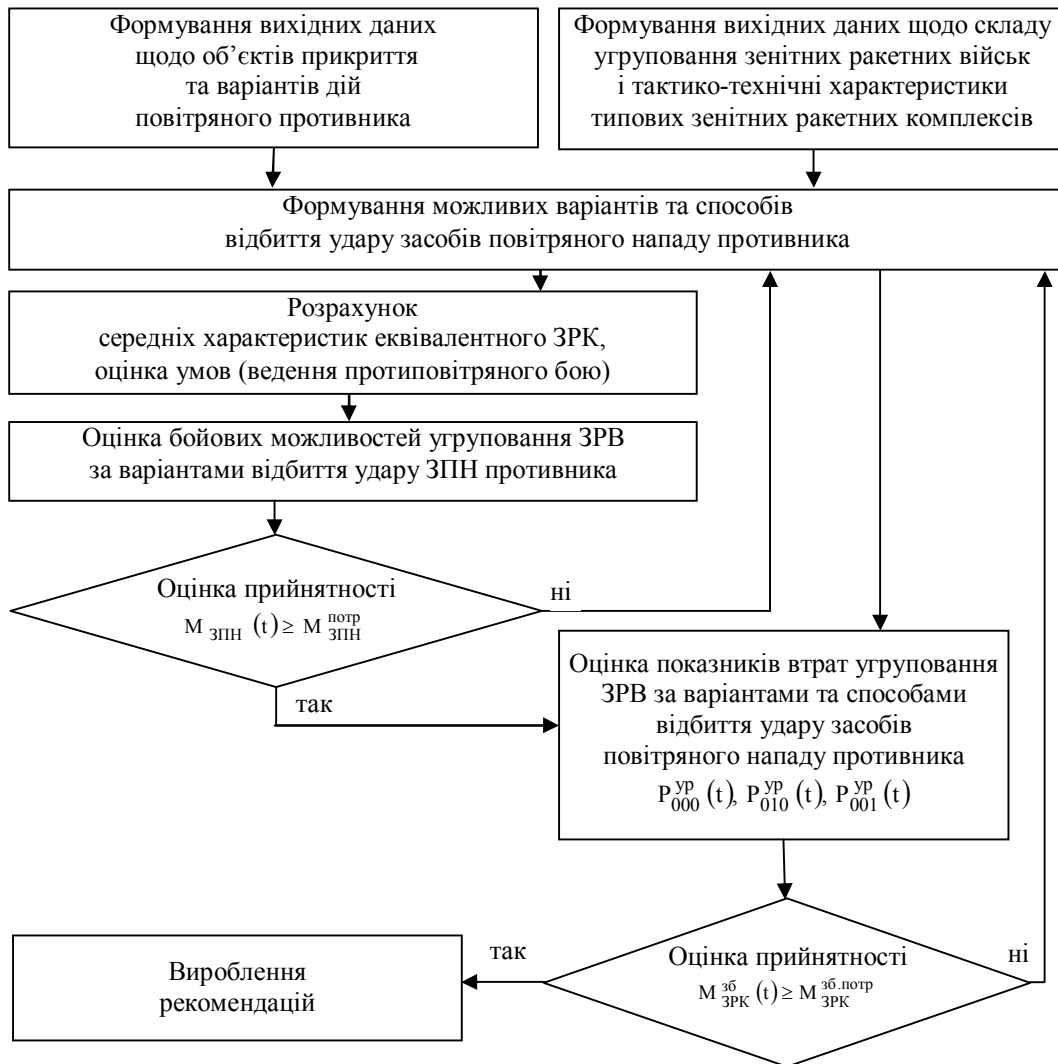 Формування вихідних даних
щодо об’єктів прикриття
та варіантів дій
повітряного противника
Формування вихідних даних щодо складу
угруповання зенітних ракетних військ
і тактико-технічні характеристики
типових зенітних ракетних комплексів
Формування можливих варіантів та способів
відбиття удару засобів повітряного нападу противника
Розрахунок
середніх характеристик еквівалентного ЗРК,
оцінка умов (ведення протиповітряного бою)
Оцінка бойових можливостей угруповання ЗРВ
за варіантами відбиття удару ЗПН противника
Оцінка прийнятності
M ЗПН (t) ≥ M потр ЗПН
ні
так
Оцінка показників втрат угруповання
ЗРВ за варіантами та способами
відбиття удару засобів
повітряного нападу противника
P ур 000 (t), P ур 010 (t), P ур 001 (t)
Оцінка прийнятності
M зб ЗРК (t) ≥ M зб.потр ЗРК
ні
так
Вироблення
рекомендацій